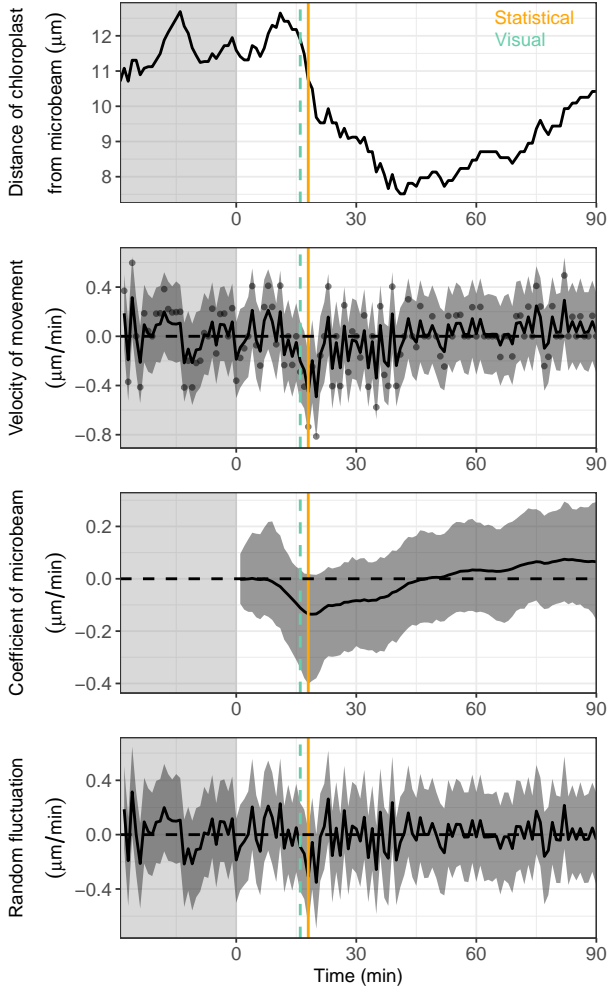 Distance of chloroplast
from microbeam (μm)
12
11
10
9
8
Statistical
Visual
0
30
60
90
Velocity of movement
(μm/min)
0.4
0.0
−0.4
−0.8
0
30
60
90
Coefficient of microbeam
(μm/min)
0.2
0.0
−0.2
−0.4
0
30
60
90
Random fluctuation
(μm/min)
0.4
0.0
−0.4
0
30
60
90
Time (min)